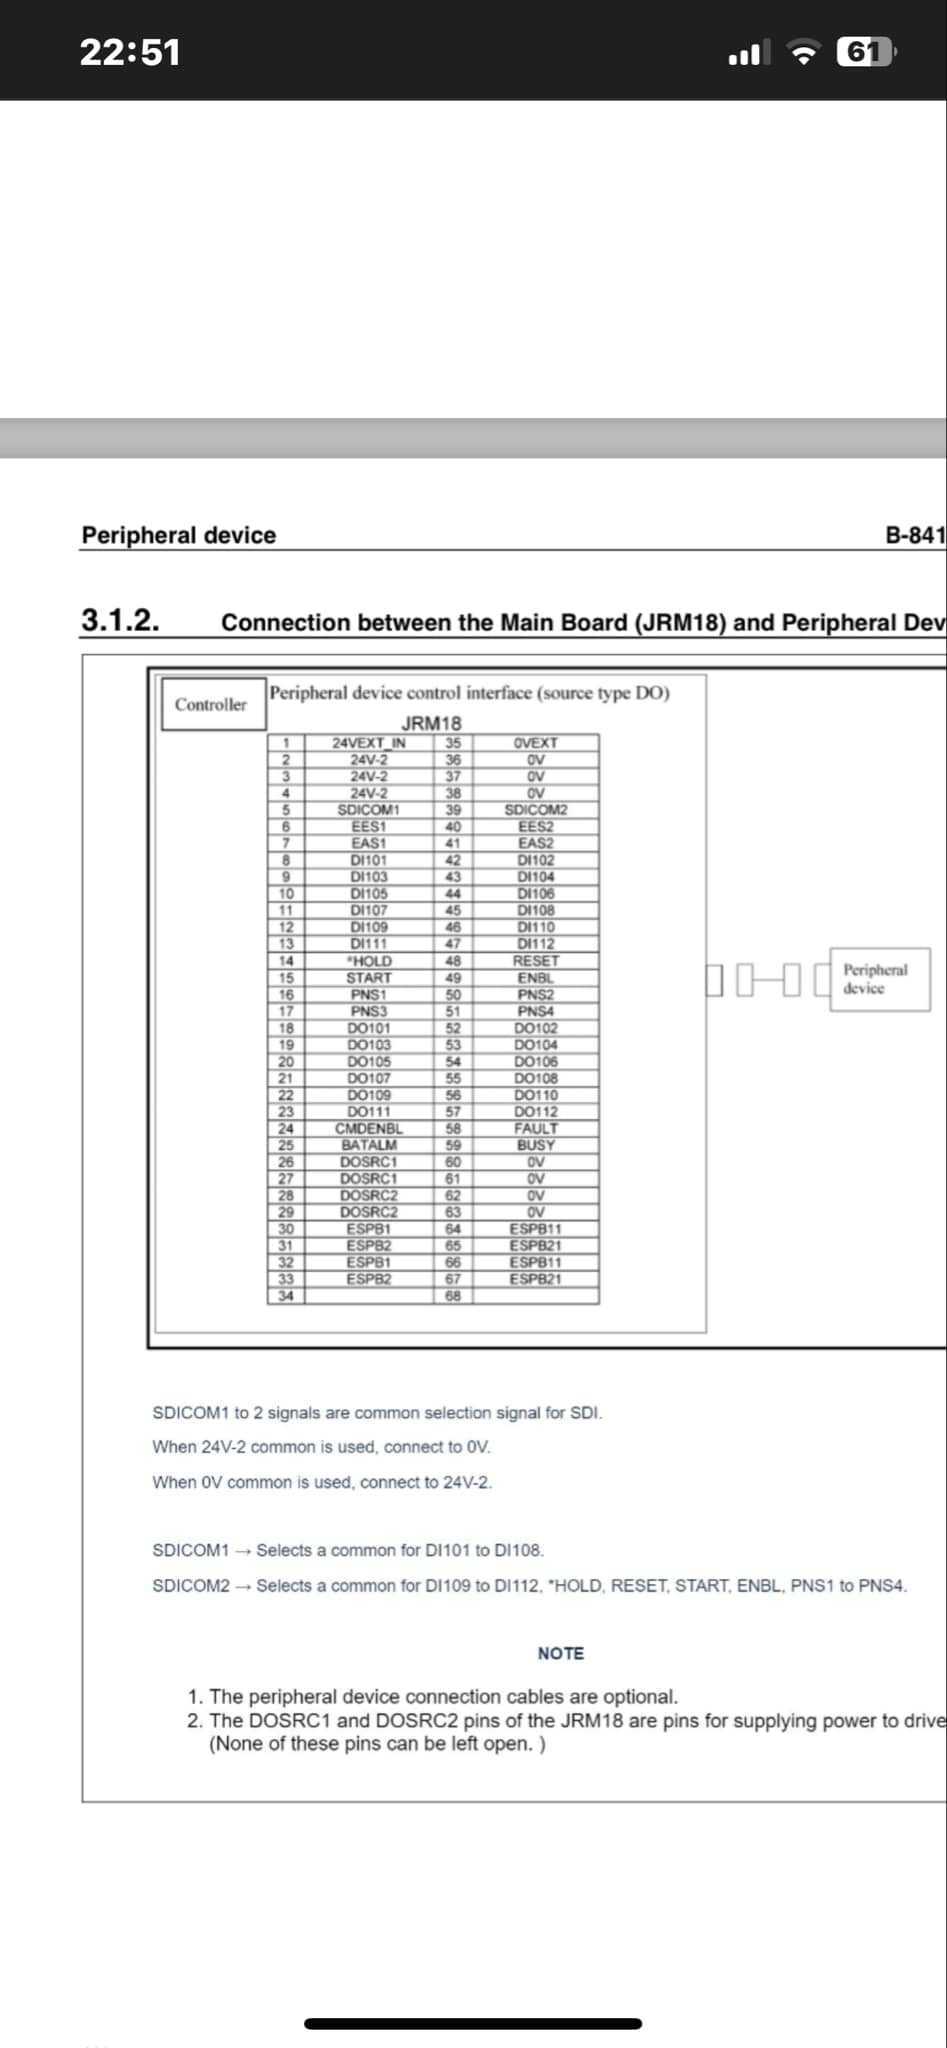 22:51
61
Peripheral device B-841
3.1.2. Connection between the Main Board (JRM18) and Peripheral Dev
Controller
Peripheral device control interface (source type DO)
JRM18
1 24VEXT_IN 35 0VEXT
2 24V-2 36 0V
3 24V-2 37 0V
4 24V-2 38 0V
5 SDICOM1 39 SDICOM2
6 EES1 40 EES2
7 EAS1 41 EAS2
8 DI101 42 DI102
9 DI103 43 DI104
10 DI105 44 DI106
11 DI107 45 DI108
12 DI109 46 DI110
13 DI111 47 DI112
14 *HOLD 48 RESET
15 START 49 ENBL
16 PNS1 50 PNS2
17 PNS3 51 PNS4
18 DO101 52 DO102
19 DO103 53 DO104
20 DO105 54 DO106
21 DO107 55 DO108
22 DO109 56 DO110
23 DO111 57 DO112
24 CMDENBL 58 FAULT
25 BATALM 59 BUSY
26 DOSRC1 60 0V
27 DOSRC1 61 0V
28 DOSRC2 62 0V
29 DOSRC2 63 0V
30 ESPB1 64 ESPB11
31 ESPB2 65 ESPB21
32 ESPB1 66 ESPB11
33 ESPB2 67 ESPB21
34 68
Peripheral
device
SDICOM1 to 2 signals are common selection signal for SDI.
When 24V-2 common is used, connect to 0V.
When 0V common is used, connect to 24V-2.
SDICOM1 → Selects a common for DI101 to DI108.
SDICOM2 → Selects a common for DI109 to DI112, *HOLD, RESET, START, ENBL, PNS1 to PNS4.
NOTE
1. The peripheral device connection cables are optional.
2. The DOSRC1 and DOSRC2 pins of the JRM18 are pins for supplying power to drive
(None of these pins can be left open. )